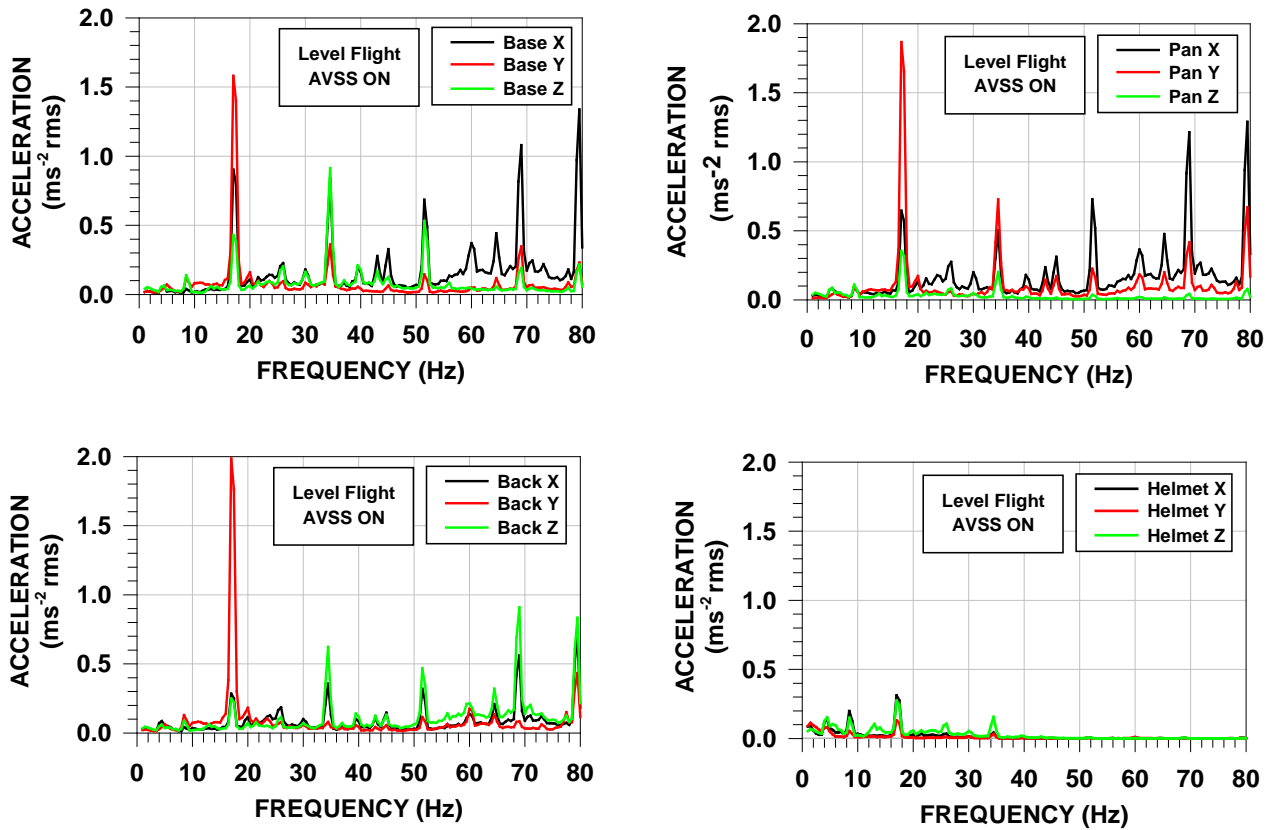 2.0
1.5
1.0
0.5
0.0
ACCELERATION
(ms-2 rms)
Level Flight
AVSS ON
Base X
Base Y
Base Z
0 10 20 30 40 50 60 70 80
FREQUENCY (Hz)
2.0
1.5
1.0
0.5
0.0
ACCELERATION
(ms-2 rms)
Level Flight
AVSS ON
Pan X
Pan Y
Pan Z
0 10 20 30 40 50 60 70 80
FREQUENCY (Hz)
2.0
1.5
1.0
0.5
0.0
ACCELERATION
(ms-2 rms)
Level Flight
AVSS ON
Back X
Back Y
Back Z
0 10 20 30 40 50 60 70 80
FREQUENCY (Hz)
2.0
1.5
1.0
0.5
0.0
ACCELERATION
(ms-2 rms)
Level Flight
AVSS ON
Helmet X
Helmet Y
Helmet Z
0 10 20 30 40 50 60 70 80
FREQUENCY (Hz)